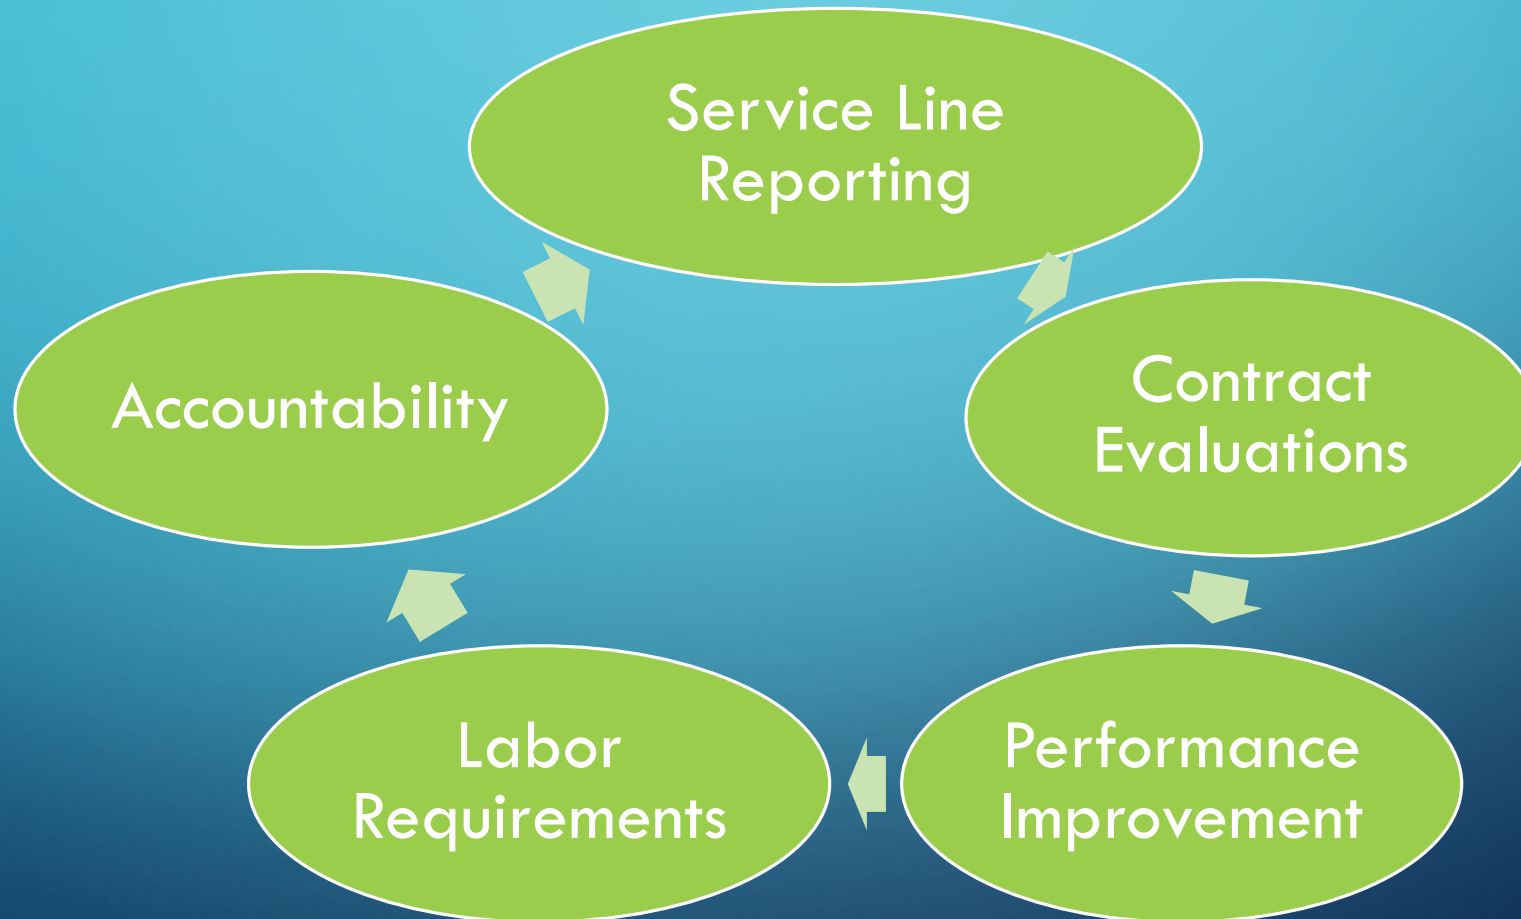 Service Line
Reporting
Contract
Evaluations
Performance
Improvement
Labor
Requirements
Accountability